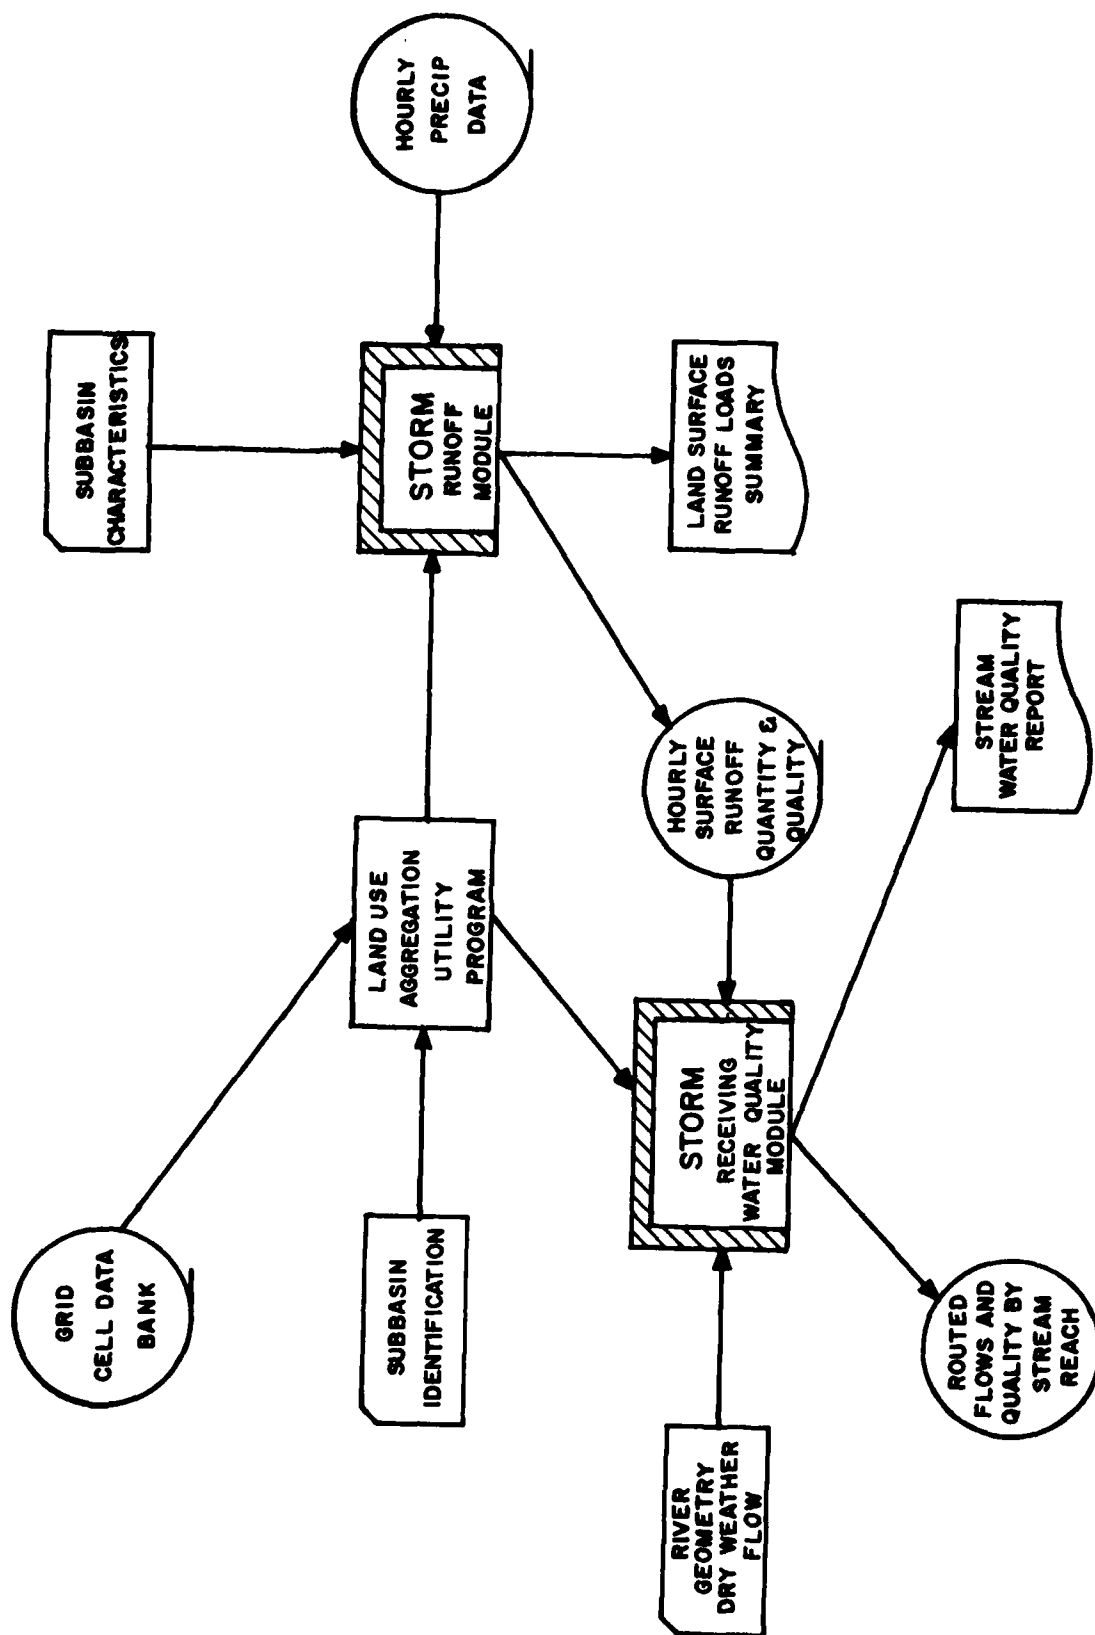 GRID
CELL DATA
BANK
SUBBASIN
CHARACTERISTICS
HOURLY
PRECIP
DATA
SUBBASIN
IDENTIFICATION
LAND USE
AGGREGATION
UTILITY
PROGRAM
STORM
RUNOFF
MODULE
RIVER
GEOMETRY
DRY WEATHER
FLOW
STORM
RECEIVING
WATER QUALITY
MODULE
HOURLY
SURFACE
RUNOFF
QUANTITY &
QUALITY
LAND SURFACE
RUNOFF LOADS
SUMMARY
ROUTED
FLOWS AND
QUALITY BY
STREAM
REACH
STREAM
WATER QUALITY
REPORT